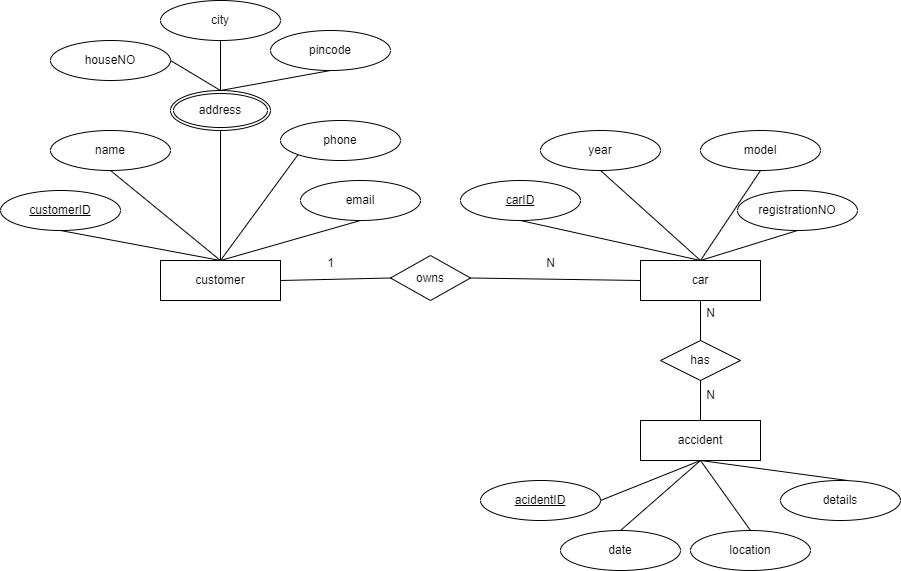 city
pincode
houseNO
address
name
phone
year
model
customerID
email
carID
registrationNO
1
N
customer
owns
car
N
has
N
accident
acidentID
details
date
location